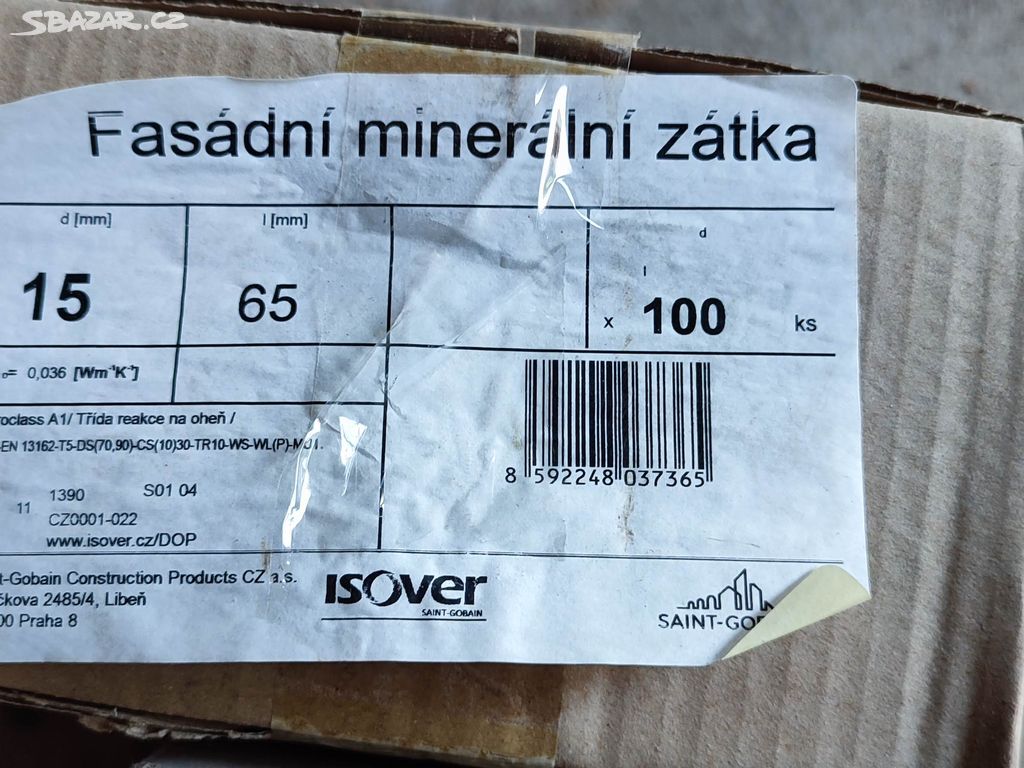 SBAZAR.CZ
Fasádní minerální zátka
d [mm] l [mm] d
l
15 65 x 100 ks
= 0,036 [Wm⁻¹K⁻¹]
roclass A1/ Třída reakce na oheň /
EN 13162-T5-DS(70,90)-CS(10)30-TR10-WS-WL(P)-MU1
8 592248 037365
1390 S01 04
11
CZ0001-022
www.isover.cz/DOP
t-Gobain Construction Products CZ a.s.
čkova 2485/4, Libeň
00 Praha 8
ISOVER
SAINT-GOBAIN
SAINT-GO